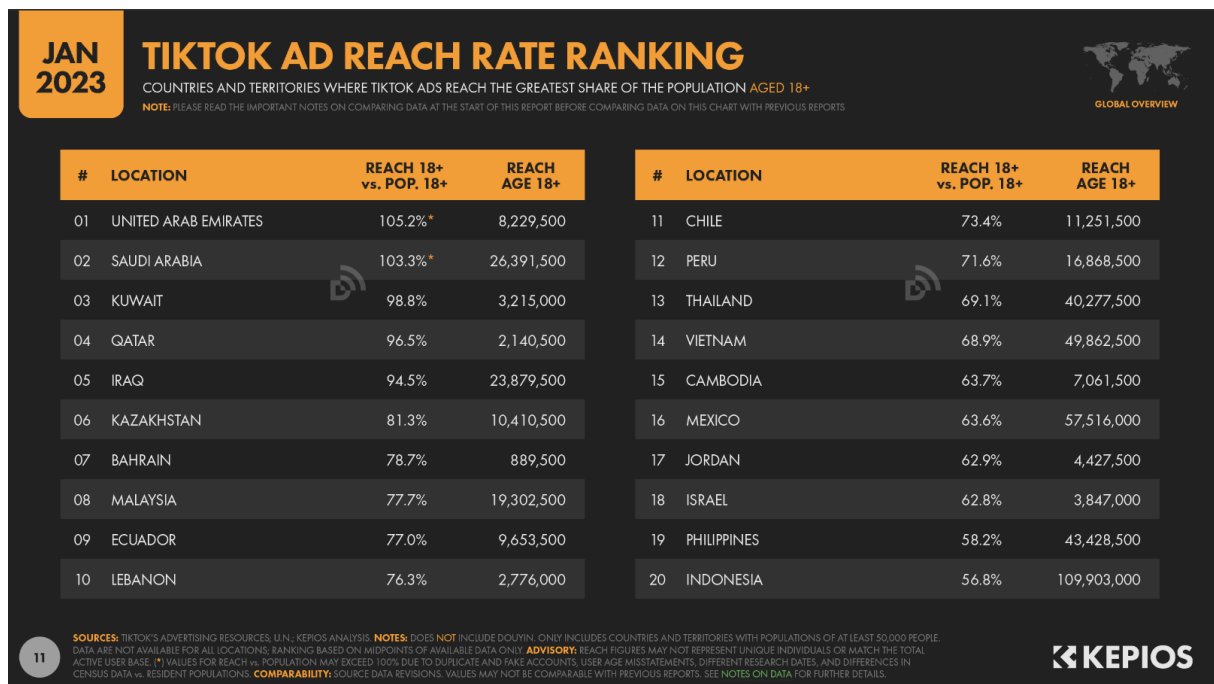 JAN
2023
TIKTOK AD REACH RATE RANKING
COUNTRIES AND TERRITORIES WHERE TIKTOK ADS REACH THE GREATEST SHARE OF THE POPULATION AGED 18+
NOTE: PLEASE READ THE IMPORTANT NOTES ON COMPARING DATA AT THE START OF THIS REPORT BEFORE COMPARING DATA ON THIS CHART WITH PREVIOUS REPORTS
GLOBAL OVERVIEW
# LOCATION REACH 18+ vs. POP. 18+ REACH AGE 18+
01 UNITED ARAB EMIRATES 105.2%* 8,229,500
02 SAUDI ARABIA 103.3%* 26,391,500
03 KUWAIT 98.8% 3,215,000
04 QATAR 96.5% 2,140,500
05 IRAQ 94.5% 23,879,500
06 KAZAKHSTAN 81.3% 10,410,500
07 BAHRAIN 78.7% 889,500
08 MALAYSIA 77.7% 19,302,500
09 ECUADOR 77.0% 9,653,500
10 LEBANON 76.3% 2,776,000
# LOCATION REACH 18+ vs. POP. 18+ REACH AGE 18+
11 CHILE 73.4% 11,251,500
12 PERU 71.6% 16,868,500
13 THAILAND 69.1% 40,277,500
14 VIETNAM 68.9% 49,862,500
15 CAMBODIA 63.7% 7,061,500
16 MEXICO 63.6% 57,516,000
17 JORDAN 62.9% 4,427,500
18 ISRAEL 62.8% 3,847,000
19 PHILIPPINES 58.2% 43,428,500
20 INDONESIA 56.8% 109,903,000
11
SOURCES: TIKTOK'S ADVERTISING RESOURCES; U.N.; KEPIOS ANALYSIS. NOTES: DOES NOT INCLUDE DOUYIN. ONLY INCLUDES COUNTRIES AND TERRITORIES WITH POPULATIONS OF AT LEAST 50,000 PEOPLE.
DATA ARE NOT AVAILABLE FOR ALL LOCATIONS; RANKING BASED ON MIDPOINTS OF AVAILABLE DATA ONLY. ADVISORY: REACH FIGURES MAY NOT REPRESENT UNIQUE INDIVIDUALS OR MATCH THE TOTAL
ACTIVE USER BASE. (*) VALUES FOR REACH vs. POPULATION MAY EXCEED 100% DUE TO DUPLICATE AND FAKE ACCOUNTS, USER AGE MISSTATEMENTS, DIFFERENT RESEARCH DATES, AND DIFFERENCES IN
CENSUS DATA vs. RESIDENT POPULATIONS. COMPARABILITY: SOURCE DATA REVISIONS. VALUES MAY NOT BE COMPARABLE WITH PREVIOUS REPORTS. SEE NOTES ON DATA FOR FURTHER DETAILS.
KEPIOS